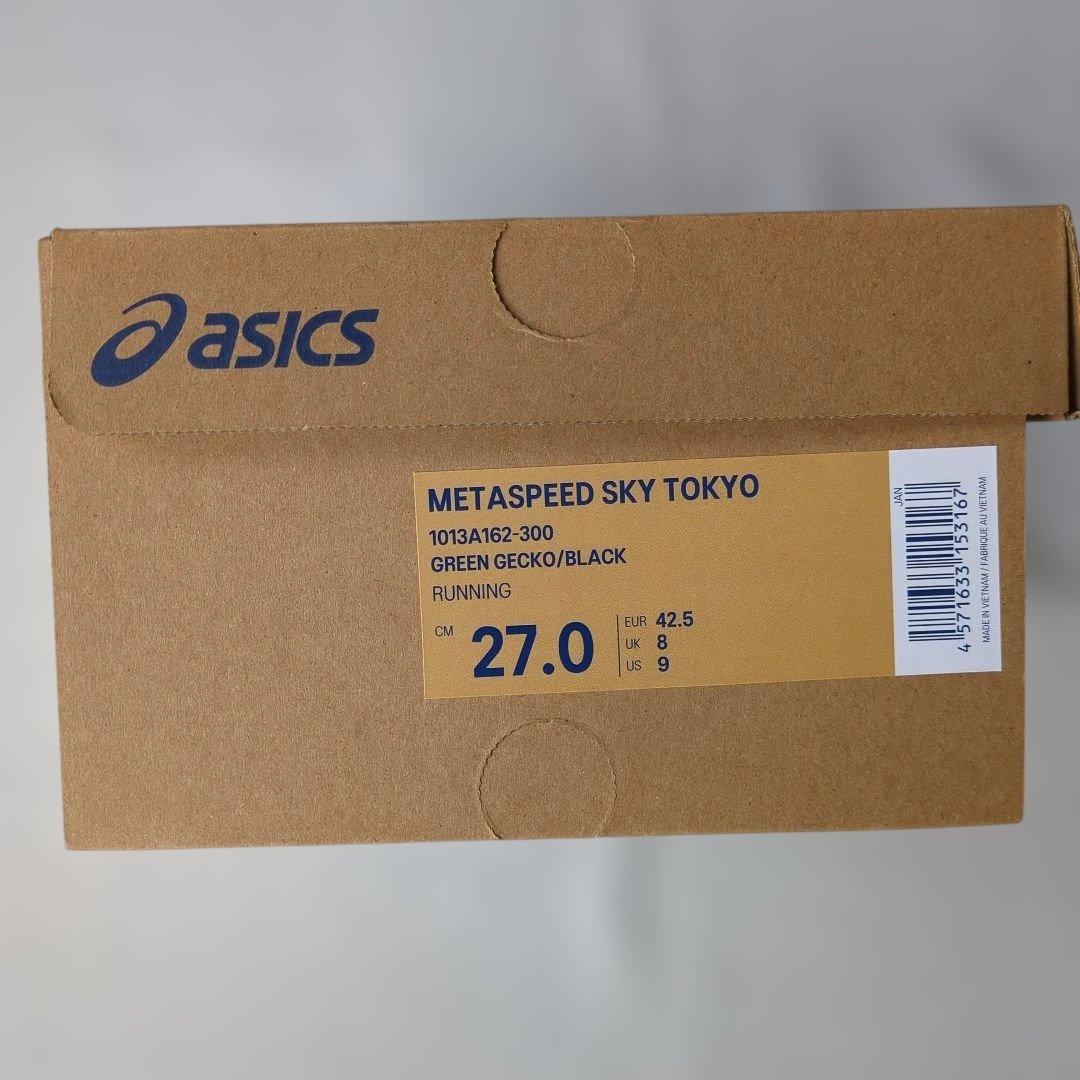 asics
METASPEED SKY TOKYO
1013A162-300
GREEN GECKO/BLACK
RUNNING
CM 27.0
EUR 42.5
UK 8
US 9
JAN
4 571633 153167
MADE IN VIETNAM / FABRIQUE AU VIETNAM